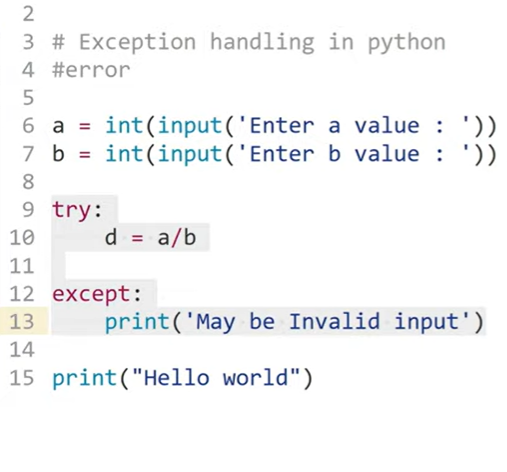 2
3 # Exception handling in python
4 #error
5
6 a = int(input('Enter a value : '))
7 b = int(input('Enter b value : '))
8
9 try:
10     d = a/b
11
12 except:
13     print('May be Invalid input')
14
15 print("Hello world")